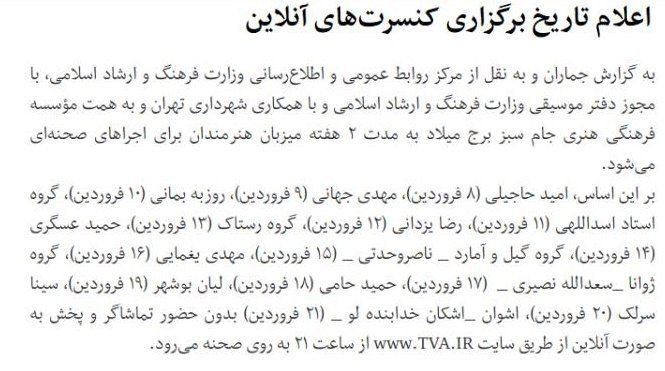 اعلام تاریخ برگزاری کنسرت‌های آنلاین
به گزارش جماران و به نقل از مرکز روابط عمومی و اطلاع‌رسانی وزارت فرهنگ و ارشاد اسلامی، با
مجوز دفتر موسیقی وزارت فرهنگ و ارشاد اسلامی و با همکاری شهرداری تهران و به همت مؤسسه
فرهنگی هنری جام سبز برج میلاد به مدت ۲ هفته میزبان هنرمندان برای اجراهای صحنه‌ای
می‌شود.
بر این اساس، امید حاجیلی (۸ فروردین)، مهدی جهانی (۹ فروردین)، روزبه بمانی (۱۰ فروردین)، گروه
استاد اسداللهی (۱۱ فروردین)، رضا یزدانی (۱۲ فروردین)، گروه رستاک (۱۳ فروردین)، حمید عسگری
(۱۴ فروردین)، گروه گیل و آمارد _ ناصروحدتی _ (۱۵ فروردین)، مهدی یغمایی (۱۶ فروردین)، گروه
ژوانا _سعدالله نصیری _ (۱۷ فروردین)، حمید حامی (۱۸ فروردین)، لیان بوشهر (۱۹ فروردین)، سینا
سرلک (۲۰ فروردین)، اشوان _اشکان خدابنده لو _ (۲۱ فروردین) بدون حضور تماشاگر و پخش به
صورت آنلاین از طریق سایت www.TVA.IR از ساعت ۲۱ به روی صحنه می‌رود.